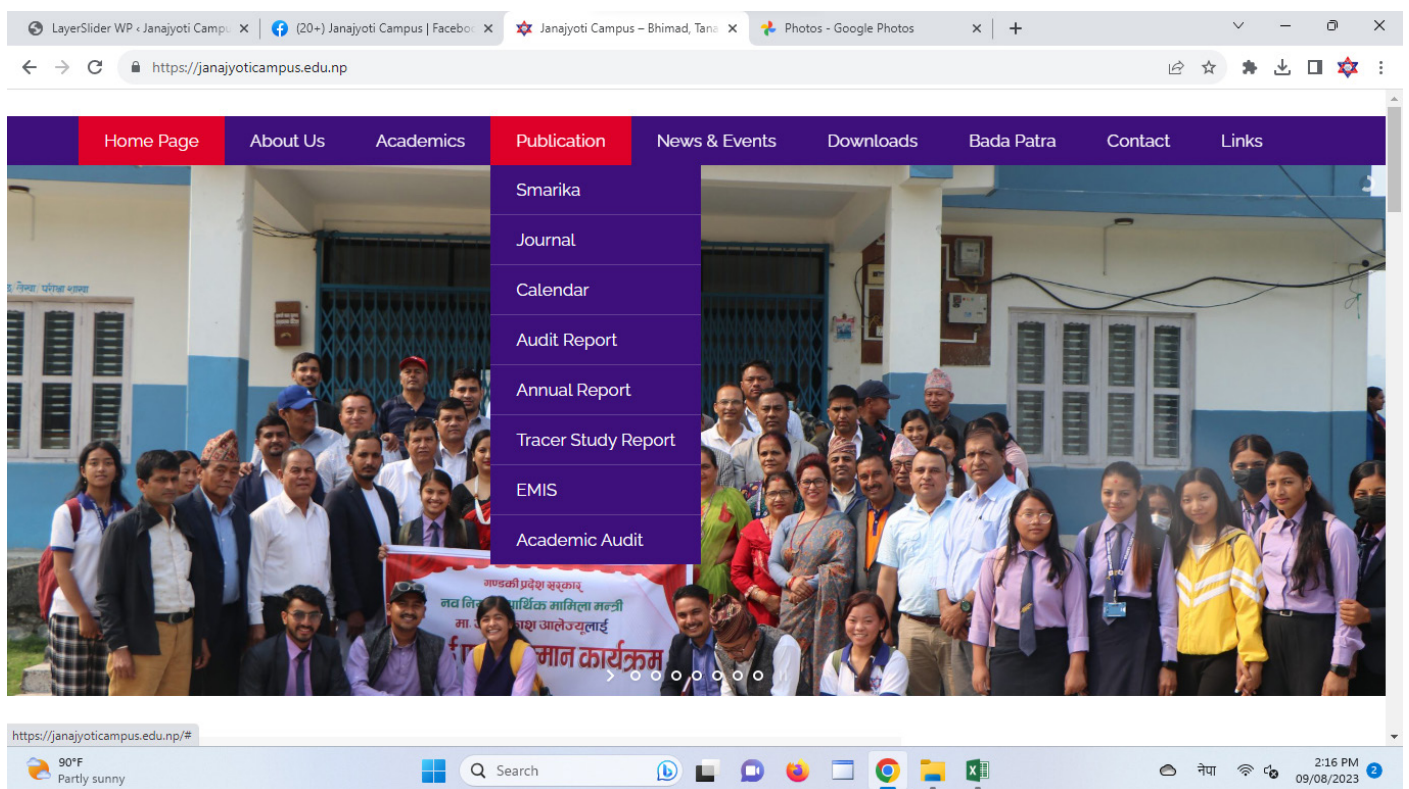 LayerSlider WP ‹ Janajyoti Campu
(20+) Janajyoti Campus | Faceboo
Janajyoti Campus – Bhimad, Tana
Photos - Google Photos
https://janajyoticampus.edu.np
Home Page
About Us
Academics
Publication
News & Events
Downloads
Bada Patra
Contact
Links
Smarika
Journal
Calendar
Audit Report
Annual Report
Tracer Study Report
EMIS
Academic Audit
गण्डकी प्रदेश सरकार
आर्थिक मामिला मन्त्री
मा.
कार्यक्रम
https://janajyoticampus.edu.np/#
90°F
Partly sunny
Search
नेपा
2:16 PM
09/08/2023
2